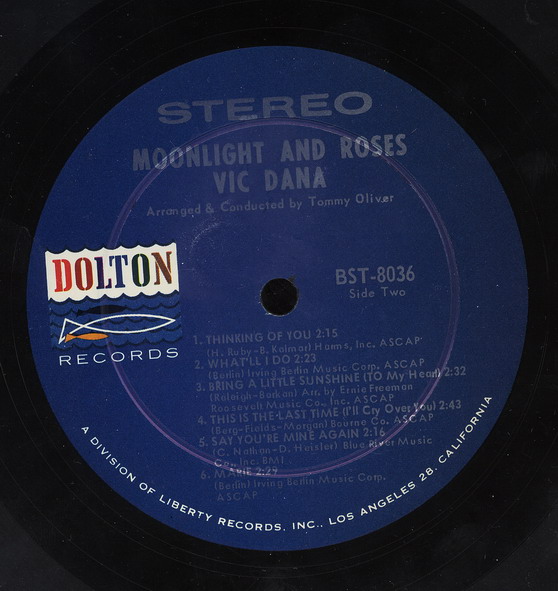 STEREO
MOONLIGHT AND ROSES
VIC DANA
Arranged & Conducted by Tommy Oliver
DOLTON
RECORDS
BST-8036
Side Two
1. THINKING OF YOU 2:15
(H. Ruby-B. Kalmar) Harms, Inc. ASCAP
2. WHAT'LL I DO 2:23
(Berlin) Irving Berlin Music Corp. ASCAP
3. BRING A LITTLE SUNSHINE (TO My Heart) 2:32
(Raleigh-Barkan) Arr. by Ernie Freeman
Roosevelt Music Co. Inc. ASCAP
4. THIS IS THE LAST TIME (I'll Cry Over You) 2:43
(Berg-Fields-Morgan) Bourne Co. ASCAP
5. SAY YOU'RE MINE AGAIN 2:16
(C. Nathan-D. Heisler) Blue River Music
Co., Inc. BMI
6. MARIE 2:29
(Berlin) Irving Berlin Music Corp.
ASCAP
A DIVISION OF LIBERTY RECORDS, INC., LOS ANGELES 28, CALIFORNIA